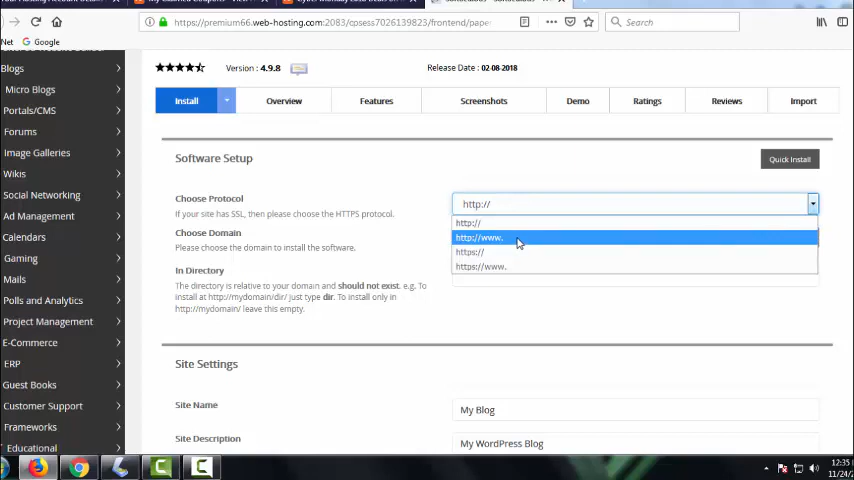 https://premium66.web-hosting.com:2083/cpsess7026139823/frontend/pape
Search
Net
Google
Version : 4.9.8
Release Date : 02-08-2018
Install
Overview
Features
Screenshots
Demo
Ratings
Reviews
Import
Blogs
Micro Blogs
Portals/CMS
Forums
Image Galleries
Wikis
Social Networking
Ad Management
Calendars
Gaming
Mails
Polls and Analytics
Project Management
E-Commerce
ERP
Guest Books
Customer Support
Frameworks
Educational
Software Setup
Quick Install
Choose Protocol
If your site has SSL, then please choose the HTTPS protocol.
http://
http://
http://www.
https://
https://www.
Choose Domain
Please choose the domain to install the software.
In Directory
The directory is relative to your domain and should not exist. e.g. To
install at http://mydomain/dir/ just type dir. To install only in
http://mydomain/ leave this empty.
Site Settings
Site Name
My Blog
Site Description
My WordPress Blog
12:35
11/24/2